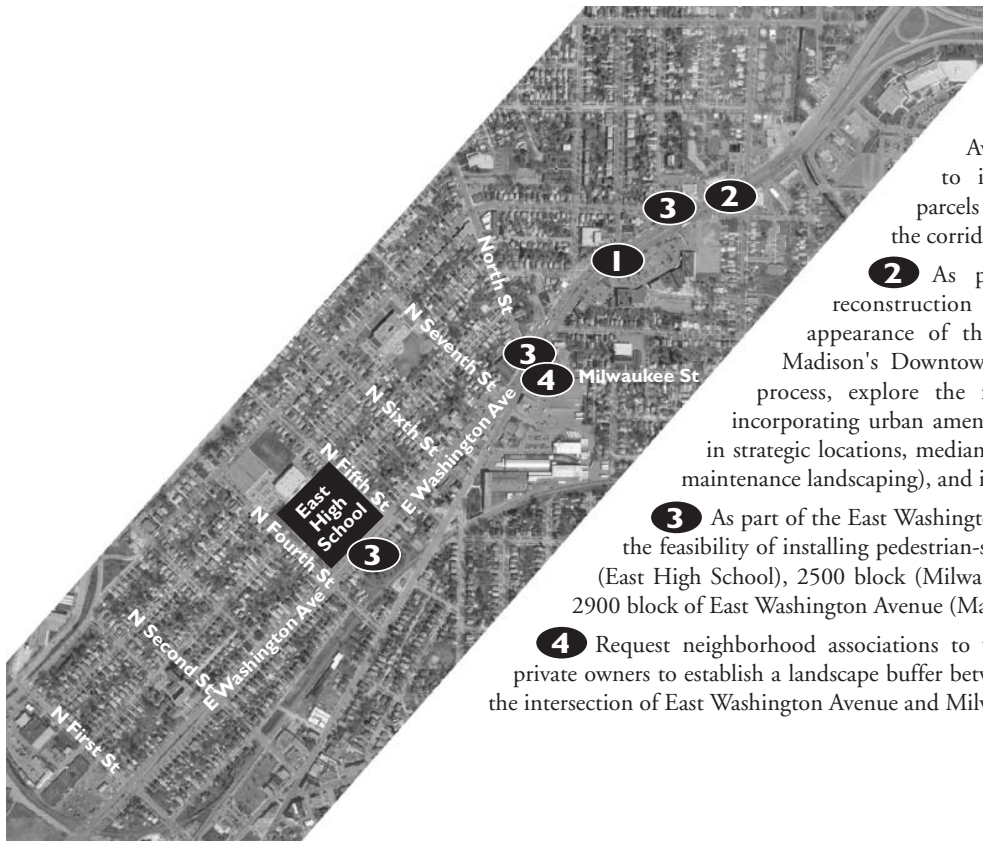 3
2
1
North St
3
N Seventh St
4
Milwaukee St
N Sixth St
E Washington Ave
N Fifth St
East
High
School
3
N Fourth St
N Second St
E Washington Ave
N First St
to
parcels
the corrid
2 As
reconstruction
appearance of
Madison's Downtow
process, explore the
incorporating urban amen
in strategic locations, median
maintenance landscaping), and
3 As part of the East Washingt
the feasibility of installing pedestrian-s
(East High School), 2500 block (Milwa
2900 block of East Washington Avenue (Ma
4 Request neighborhood associations to
private owners to establish a landscape buffer betw
the intersection of East Washington Avenue and Milw